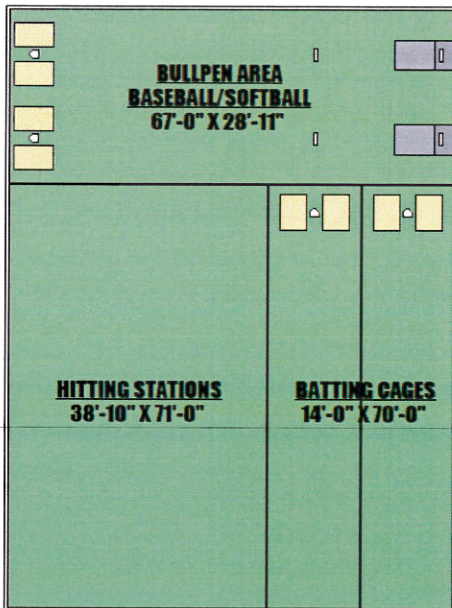 BULLPEN AREA
BASEBALL/SOFTBALL
67'-0" X 28'-11"
HITTING STATIONS
38'-10" X 71'-0"
BATTING CAGES
14'-0" X 70'-0"